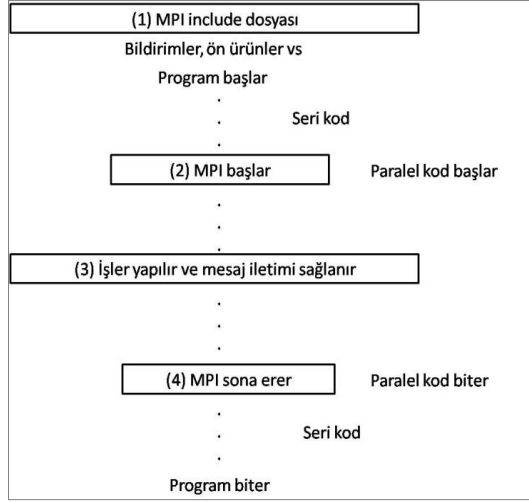 (1) MPI include dosyası
Bildirimler, ön ürünler vs
Program başlar
.
. Seri kod
.
(2) MPI başlar Paralel kod başlar
.
.
.
(3) İşler yapılır ve mesaj iletimi sağlanır
.
.
.
(4) MPI sona erer Paralel kod biter
.
. Seri kod
.
Program biter